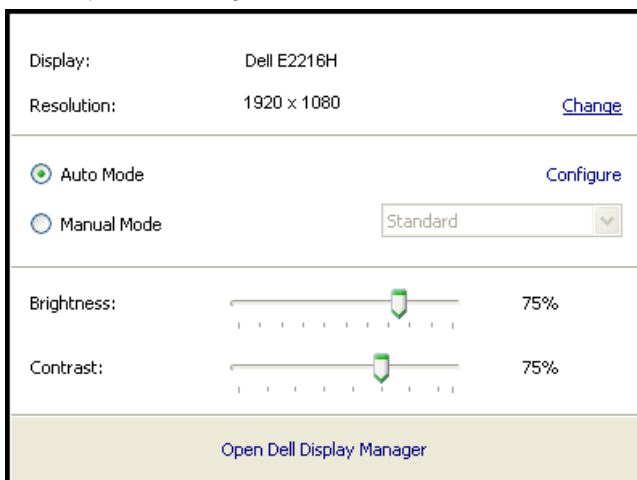 Display: Dell E2216H
Resolution: 1920 x 1080 Change
Auto Mode Configure
Manual Mode Standard
Brightness: 75%
Contrast: 75%
Open Dell Display Manager